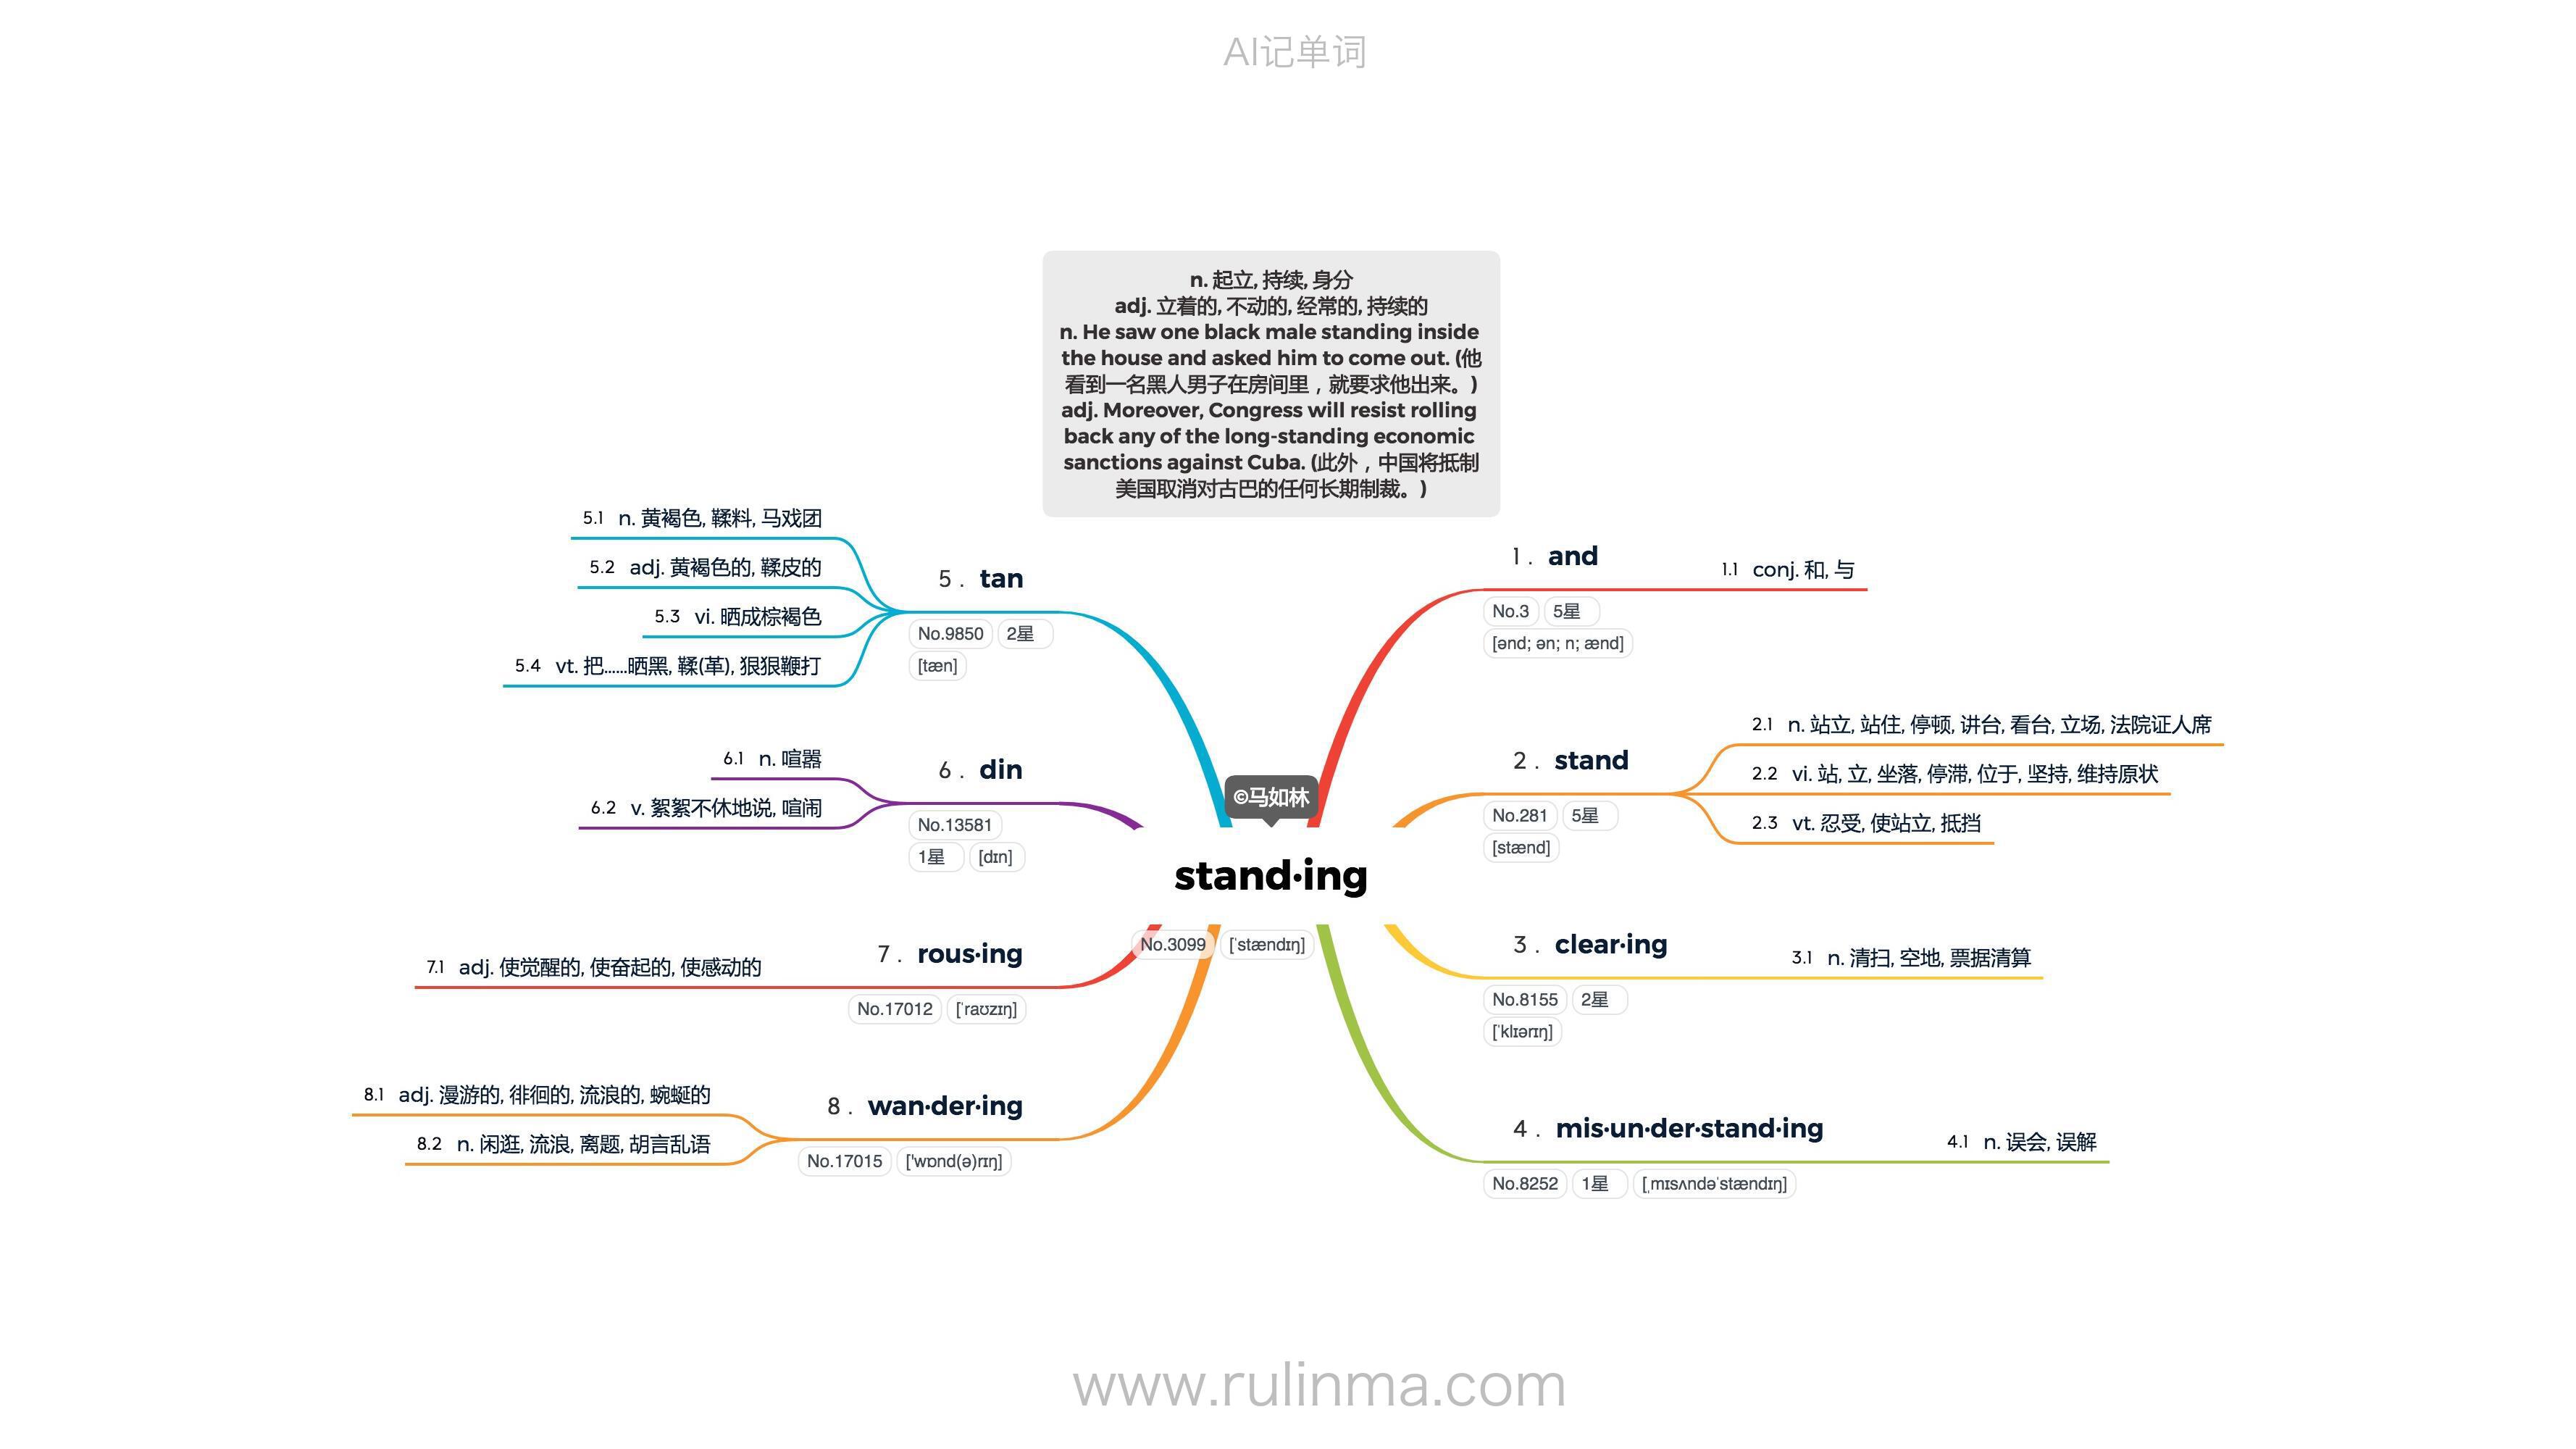 AI记单词
n. 起立, 持续, 身分
adj. 立着的, 不动的, 经常的, 持续的
n. He saw one black male standing inside
the house and asked him to come out. (他
看到一名黑人男子在房间里，就要求他出来。)
adj. Moreover, Congress will resist rolling
back any of the long-standing economic
sanctions against Cuba. (此外，中国将抵制
美国取消对古巴的任何长期制裁。)
©马如林
stand·ing
No.3099 [ˈstændɪŋ]
1. and
No.3 5星
[ənd; ən; n; ænd]
1.1 conj. 和, 与
2. stand
No.281 5星
[stænd]
2.1 n. 站立, 站住, 停顿, 讲台, 看台, 立场, 法院证人席
2.2 vi. 站, 立, 坐落, 停滞, 位于, 坚持, 维持原状
2.3 vt. 忍受, 使站立, 抵挡
3. clear·ing
No.8155 2星
[ˈklɪərɪŋ]
3.1 n. 清扫, 空地, 票据清算
4. mis·un·der·stand·ing
No.8252 1星 [ˌmɪsʌndəˈstændɪŋ]
4.1 n. 误会, 误解
5. tan
No.9850 2星
[tæn]
5.1 n. 黄褐色, 鞣料, 马戏团
5.2 adj. 黄褐色的, 鞣皮的
5.3 vi. 晒成棕褐色
5.4 vt. 把……晒黑, 鞣(革), 狠狠鞭打
6. din
No.13581
1星 [dɪn]
6.1 n. 喧嚣
6.2 v. 絮絮不休地说, 喧闹
7. rous·ing
No.17012 [ˈraʊzɪŋ]
7.1 adj. 使觉醒的, 使奋起的, 使感动的
8. wan·der·ing
No.17015 ['wɒnd(ə)rɪŋ]
8.1 adj. 漫游的, 徘徊的, 流浪的, 蜿蜒的
8.2 n. 闲逛, 流浪, 离题, 胡言乱语
www.rulinma.com